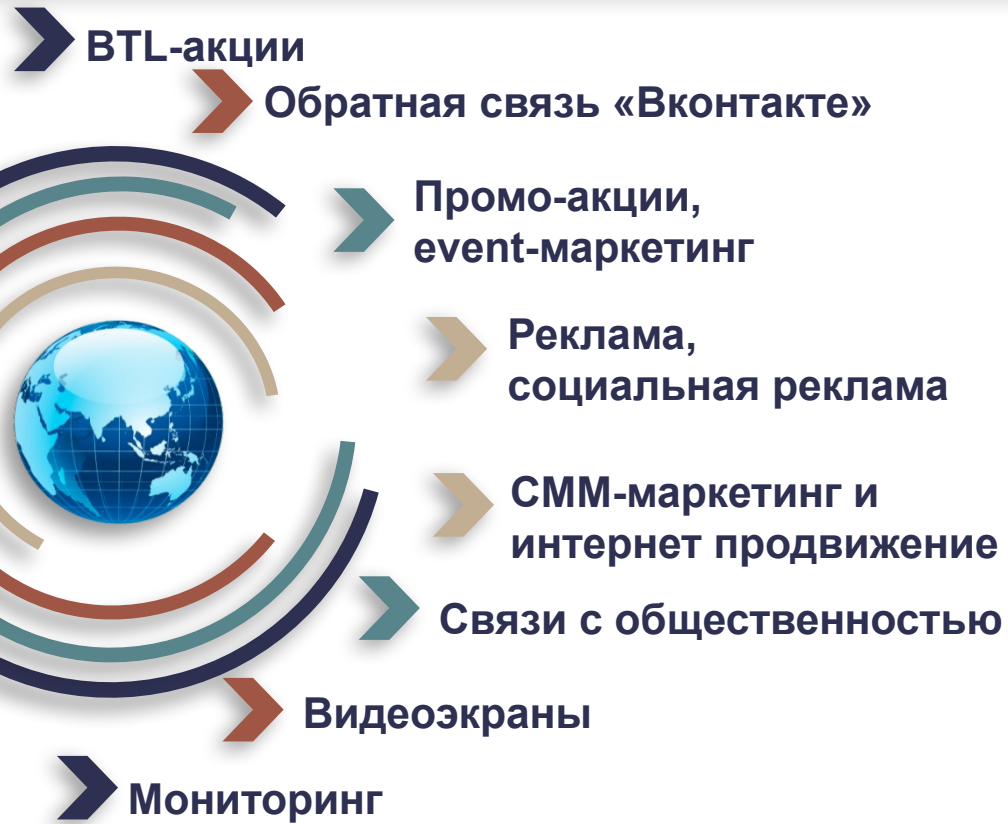 BTL-акции
Обратная связь «Вконтакте»
Промо-акции,
event-маркетинг
Реклама,
социальная реклама
СММ-маркетинг и
интернет продвижение
Связи с общественностью
Видеоэкраны
Мониторинг